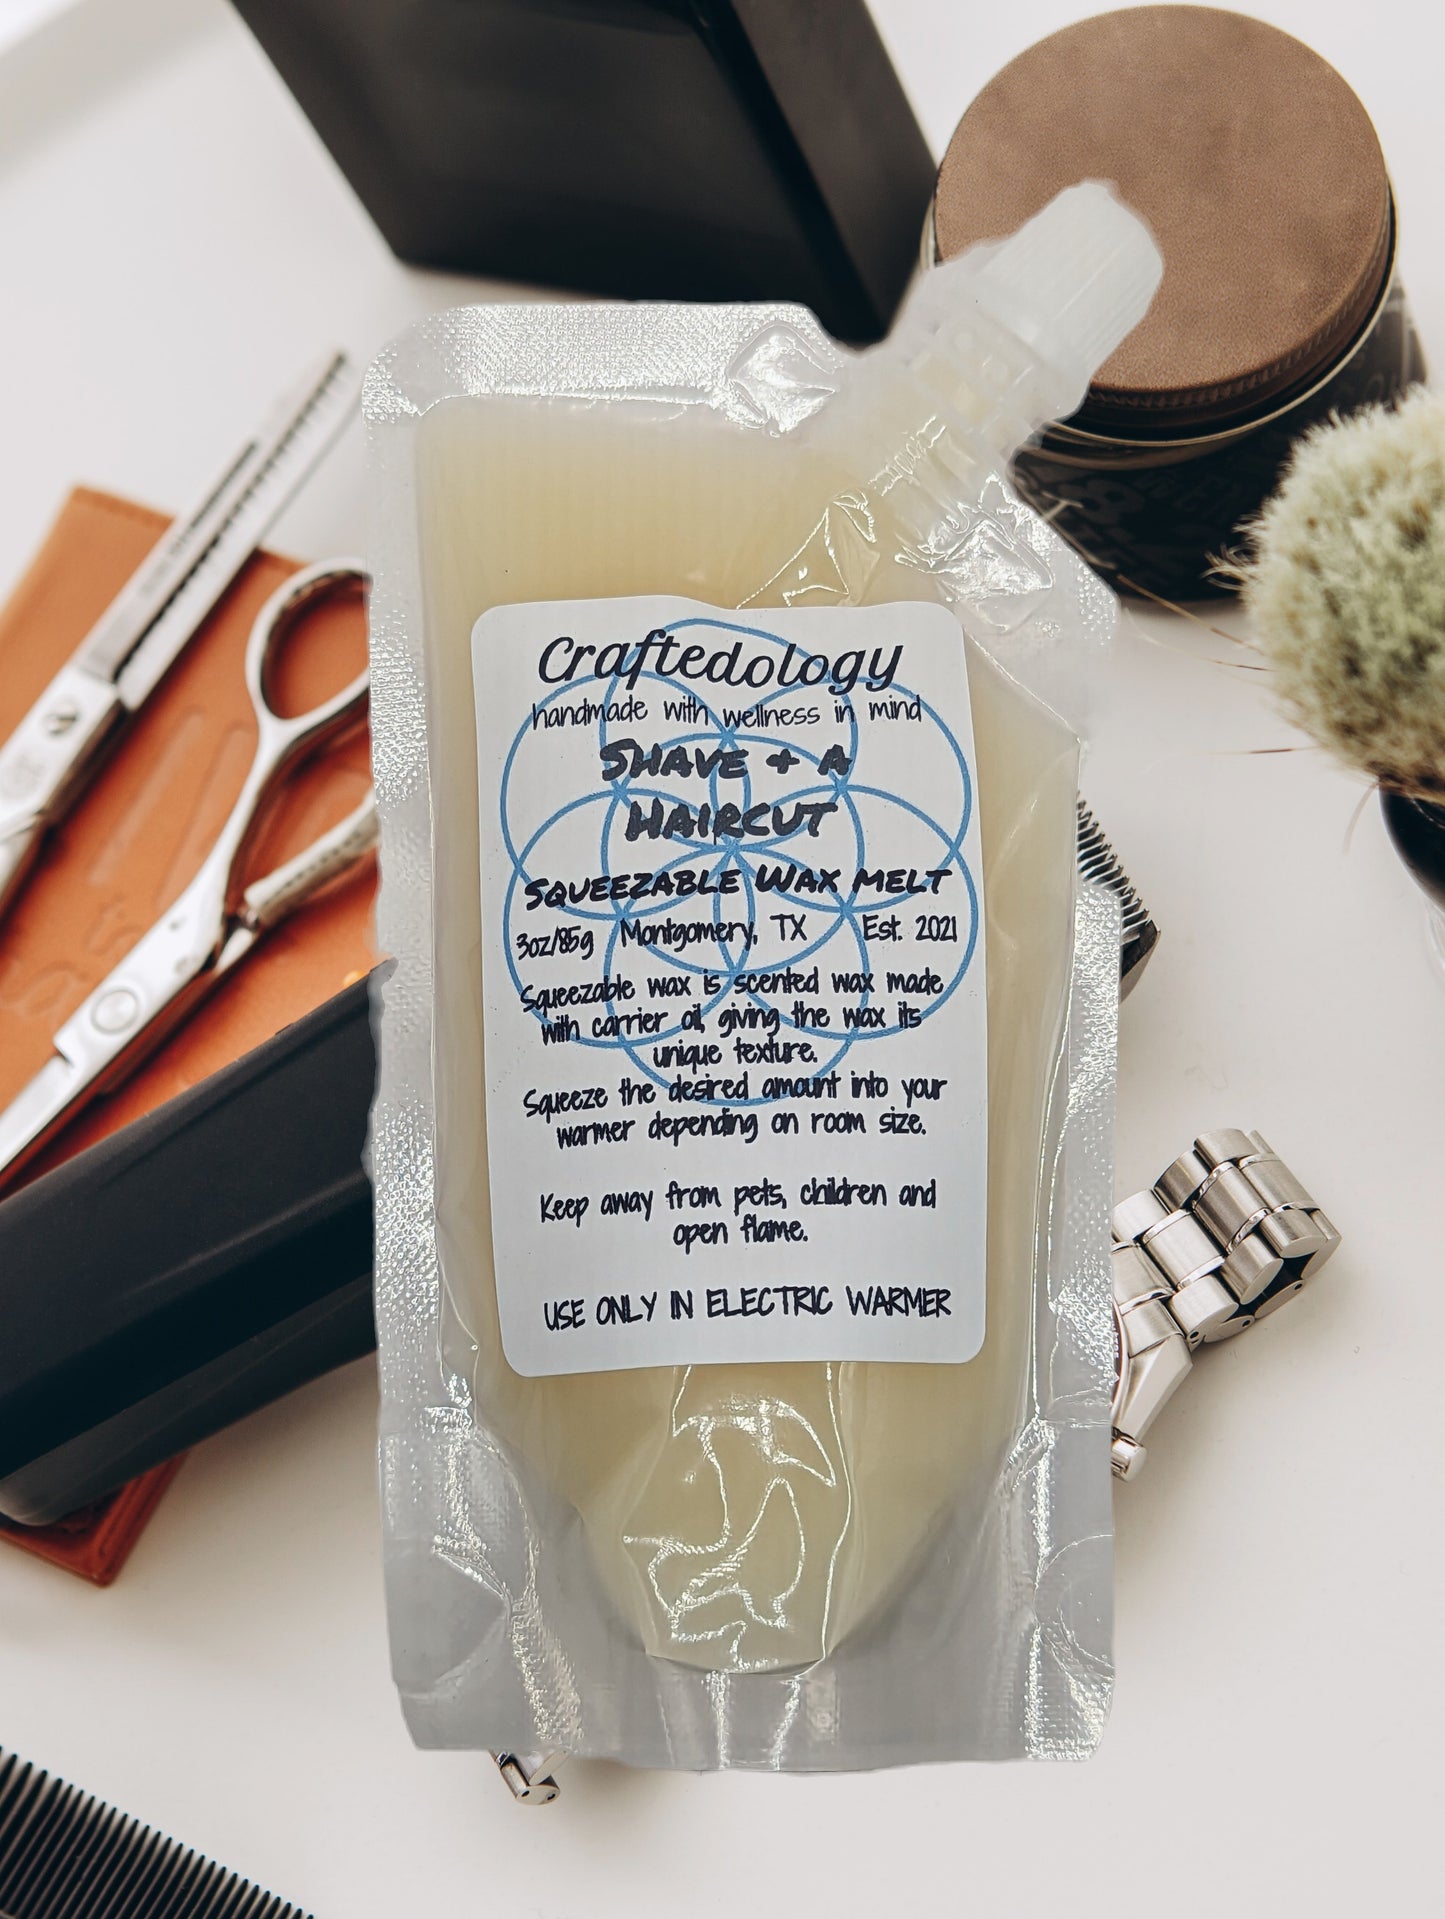 Craftedology
handmade with wellness in mind
SHAVE + A
HAIRCUT
SQUEEZABLE WAX MELT
3oz/85g Montgomery, TX Est. 2021
Squeezable wax is scented wax made
with carrier oil, giving the wax its
unique texture.
Squeeze the desired amount into your
warmer depending on room size.
Keep away from pets, children and
open flame.
USE ONLY IN ELECTRIC WARMER